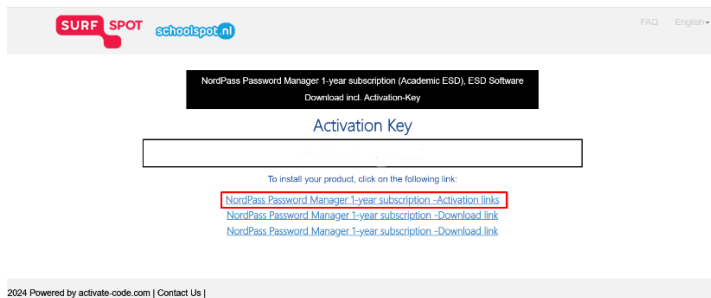 SURF SPOT schoolspot.nl FAQ English
NordPass Password Manager 1-year subscription (Academic ESD), ESD Software
Download incl. Activation-Key
Activation Key
To install your product, click on the following link:
NordPass Password Manager 1-year subscription -Activation links
NordPass Password Manager 1-year subscription -Download link
NordPass Password Manager 1-year subscription -Download link
2024 Powered by activate-code.com | Contact Us |